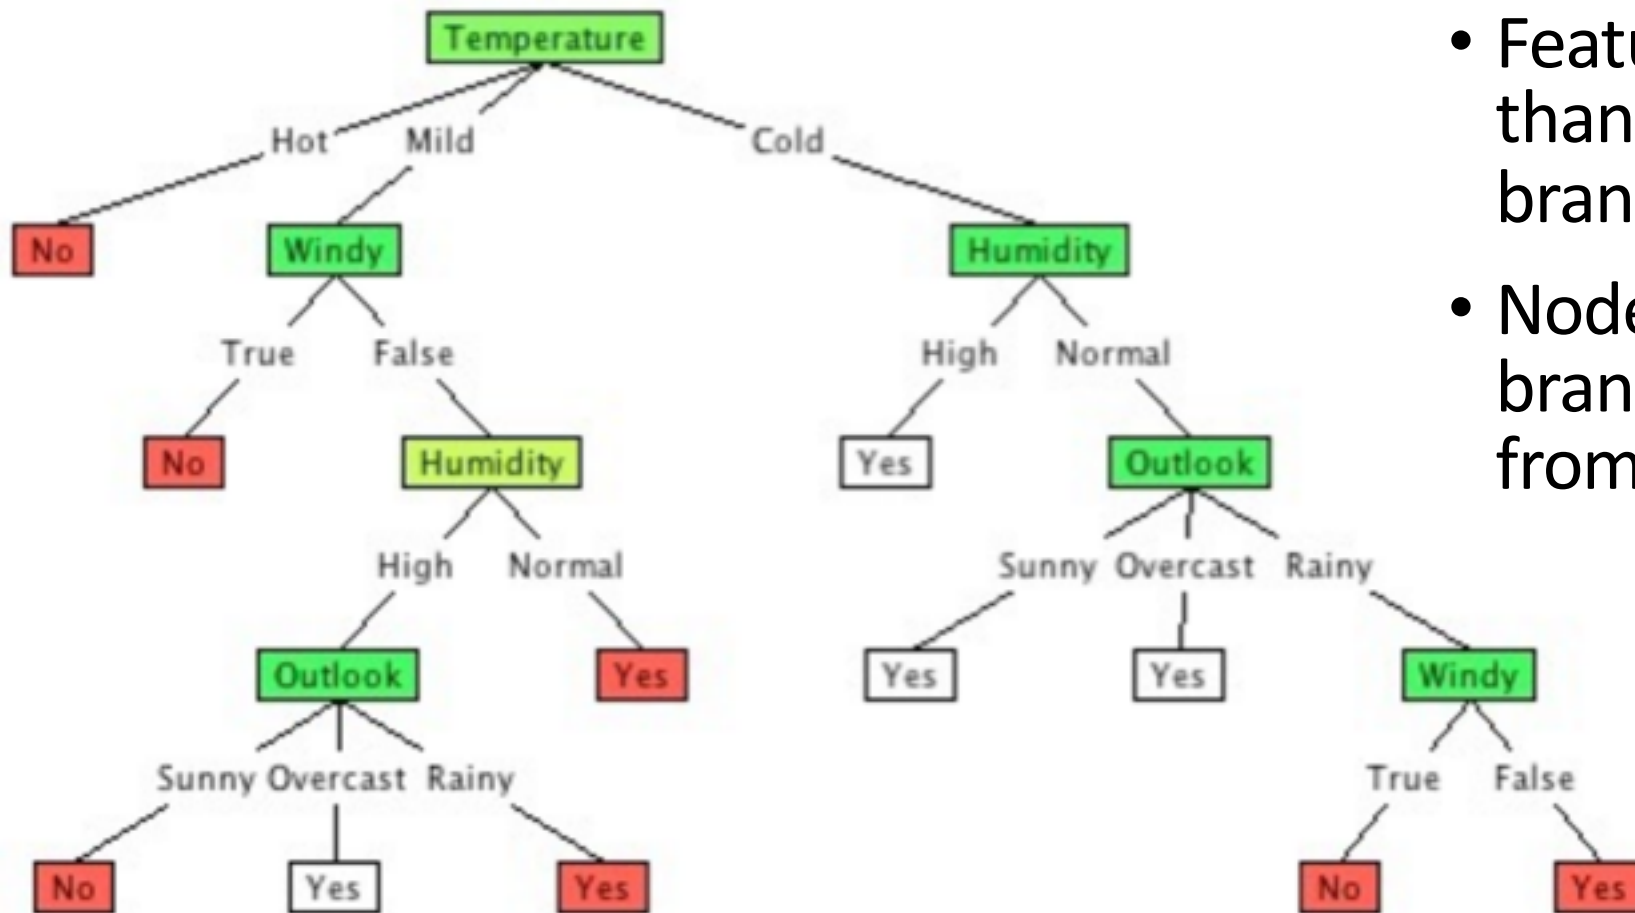 Temperature
Hot Mild Cold
No Windy Humidity
True False High Normal
No Humidity Yes Outlook
High Normal Sunny Overcast Rainy
Outlook Yes Yes Yes Windy
Sunny Overcast Rainy True False
No Yes Yes No Yes
• Featu
than
bran
• Node
bran
from